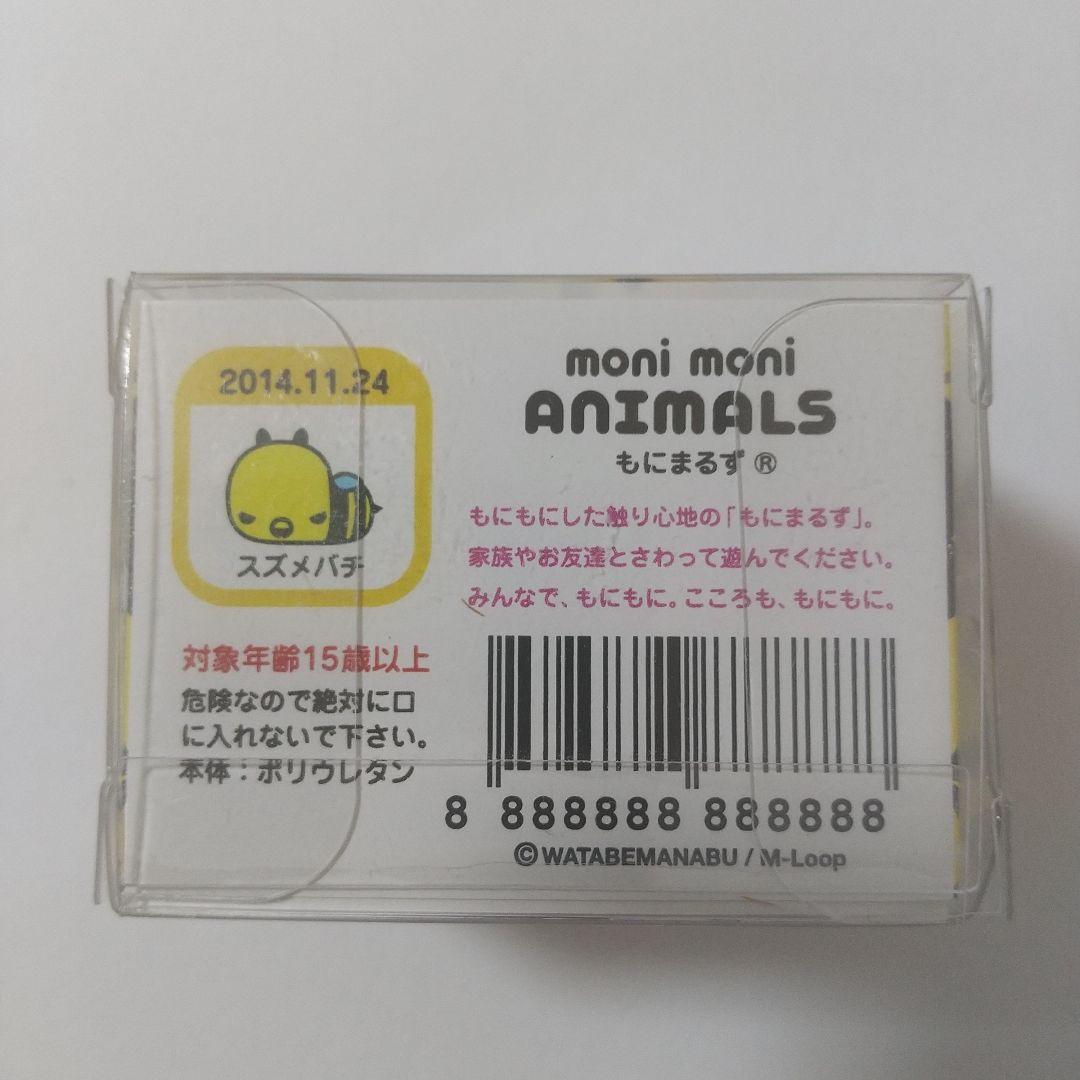 2014.11.24
スズメバチ
moni moni
ANIMALS
もにまるず ®
もにもにした触り心地の「もにまるず」。
家族やお友達とさわって遊んでください。
みんなで、もにもに。こころも、もにもに。
対象年齢15歳以上
危険なので絶対に口
に入れないで下さい。
本体：ポリウレタン
8 888888 888888
©WATABEMANABU / M-Loop